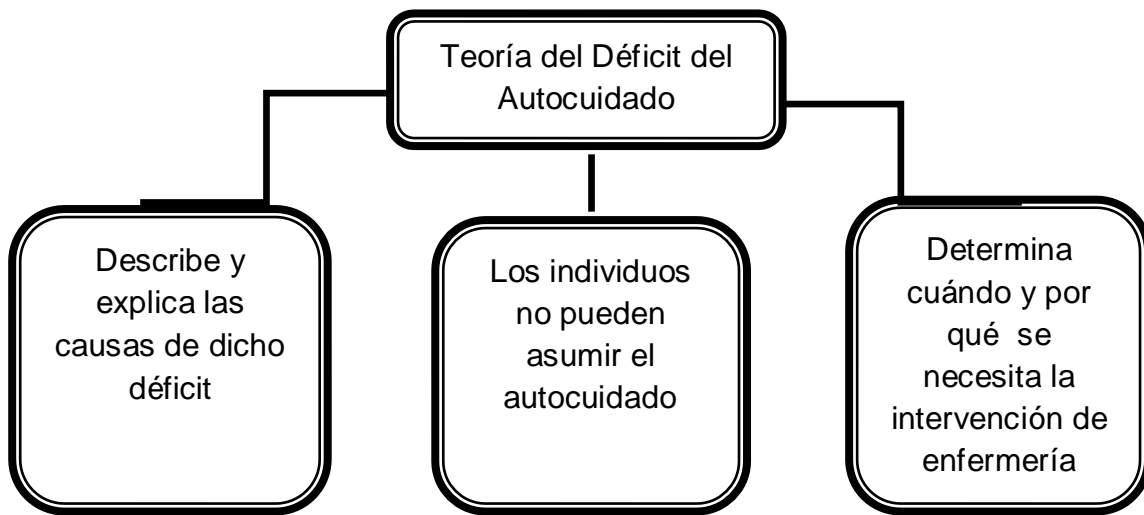 Teoría del Déficit del
Autocuidado
Describe y
explica las
causas de dicho
déficit
Los individuos
no pueden
asumir el
autocuidado
Determina
cuándo y por
qué se
necesita la
intervención de
enfermería